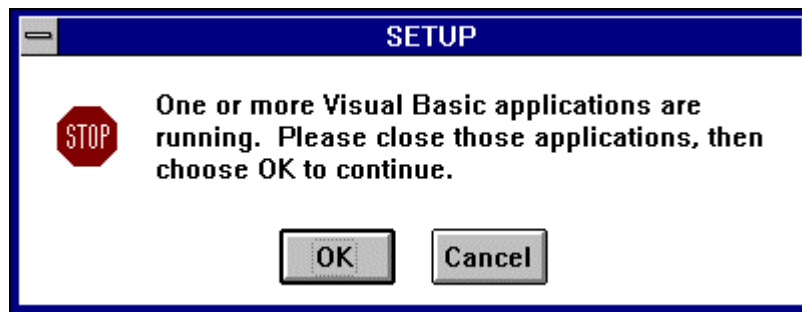 SETUP
STOP
One or more Visual Basic applications are
running.  Please close those applications, then
choose OK to continue.
OK
Cancel